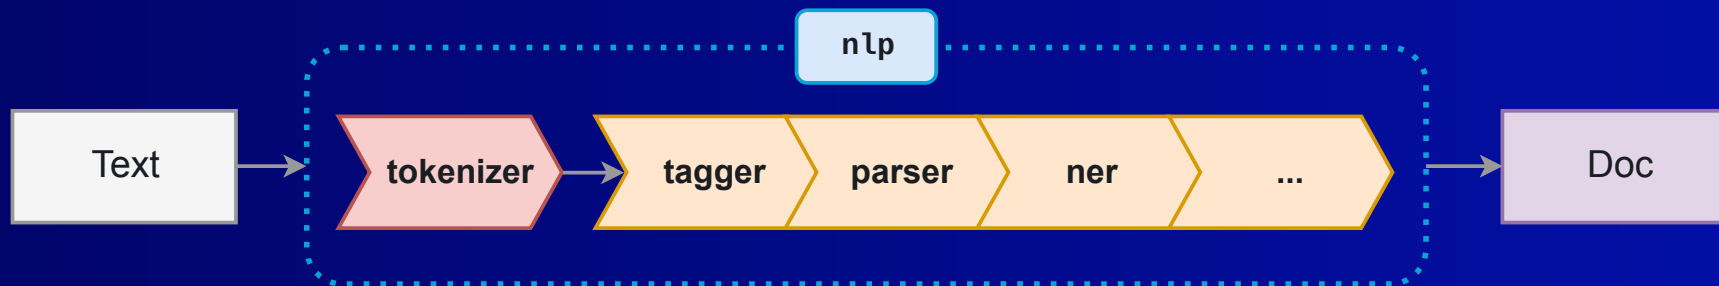 nlp
Text
tokenizer
tagger
parser
ner
...
Doc